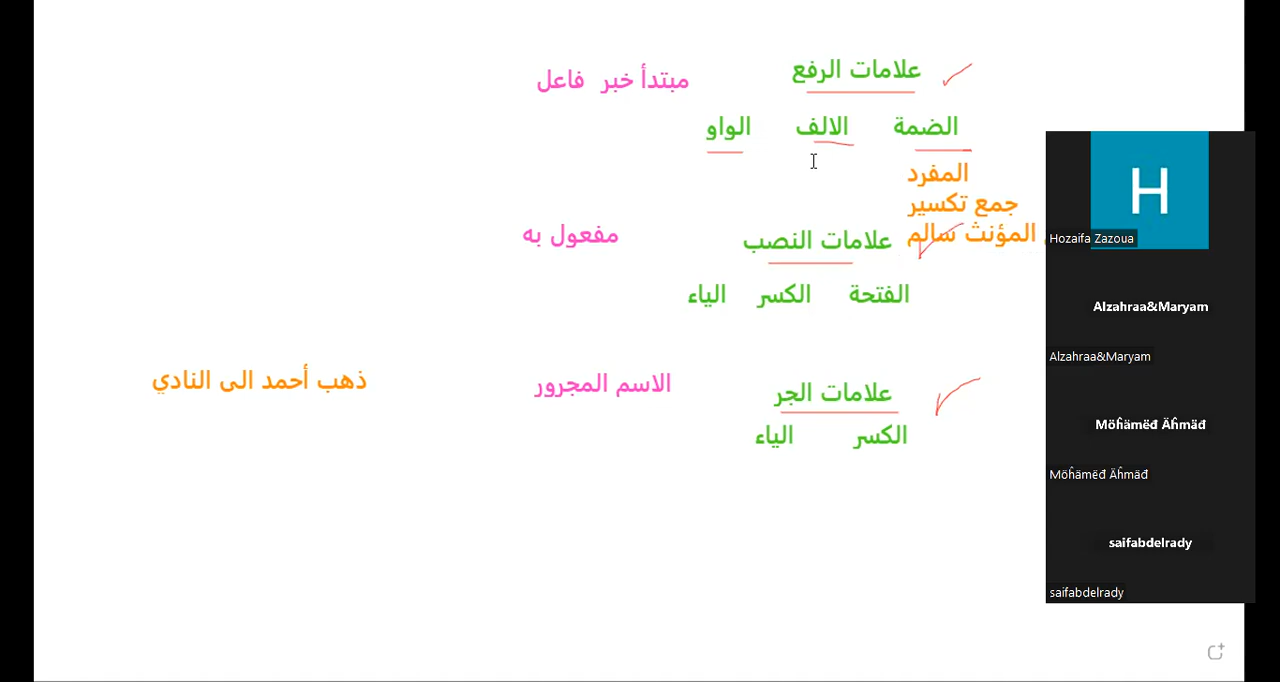 علامات الرفع
مبتدأ خبر فاعل
الضمة الالف الواو
المفرد
جمع تكسير
المؤنث سالم
علامات النصب
مفعول به
الفتحة الكسر الياء
علامات الجر
الاسم المجرور
ذهب أحمد الى النادي
الكسر الياء
H
Hozaifa Zazoua
Alzahraa&Maryam
Alzahraa&Maryam
Möĥämëđ Äĥmäđ
Möĥämëđ Äĥmäđ
saifabdelrady
saifabdelrady